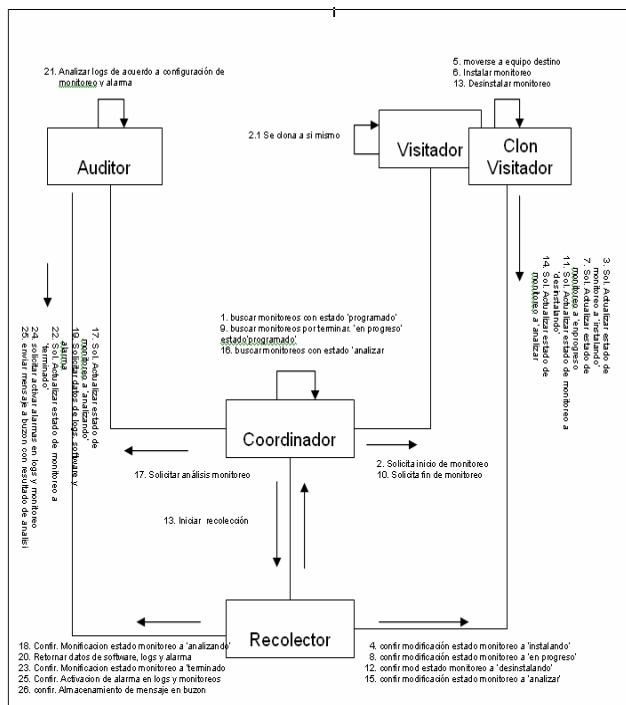 21. Analizar logs de acuerdo a configuración de
monitoreo y alarma
5. moverse a equipo destino
6. Instalar monitoreo
13. Desinstalar monitoreo
2.1 Se clona a si mismo
Auditor
Visitador
Clon
Visitador
3. Sol. Actualizar estado de
monitoreo a 'instalando'
7. Sol. Actualizar estado de
monitoreo a 'enprogreso
11. Sol. Actualizar estado de monitoreo a
'desinstalando'
14. Sol. Actualizar estado de
monitoreo a 'analizar
1. buscar monitoreos con estado 'programado'
9. buscar monitoreos por terminar. 'en progreso'
estado'programado'
16. buscar monitoreos con estado 'analizar
17. Sol. Actualizar estado de
monitoreo a 'analizando'
19. Solicitar datos de logs, software y
alarma
22. Sol. Actualizar estado de monitoreo a
'terminado'
24. solicitar activar alarmas en logs y monitoreo
25. enviar mensaje a buzon con resultado de analisi
Coordinador
17. Solicitar análisis monitoreo
2. Solicita inicio de monitoreo
10. Solicita fin de monitoreo
13. Iniciar recolección
Recolector
18. Confir. Monificacion estado monitoreo a 'analizando'
20. Retornar datos de software, logs y alarma
23. Confir. Monificacion estado monitoreo a 'terminado
25. Confir. Activacion de alarma en logs y monitoreos
26. confir. Almacenamiento de mensaje en buzon
4. confir modificación estado monitoreo a 'instalando'
8. confir modificación estado monitoreo a 'en progreso'
12. confir mod estado monitoreo a 'desinstalando'
15. confir modificación estado monitoreo a 'analizar'